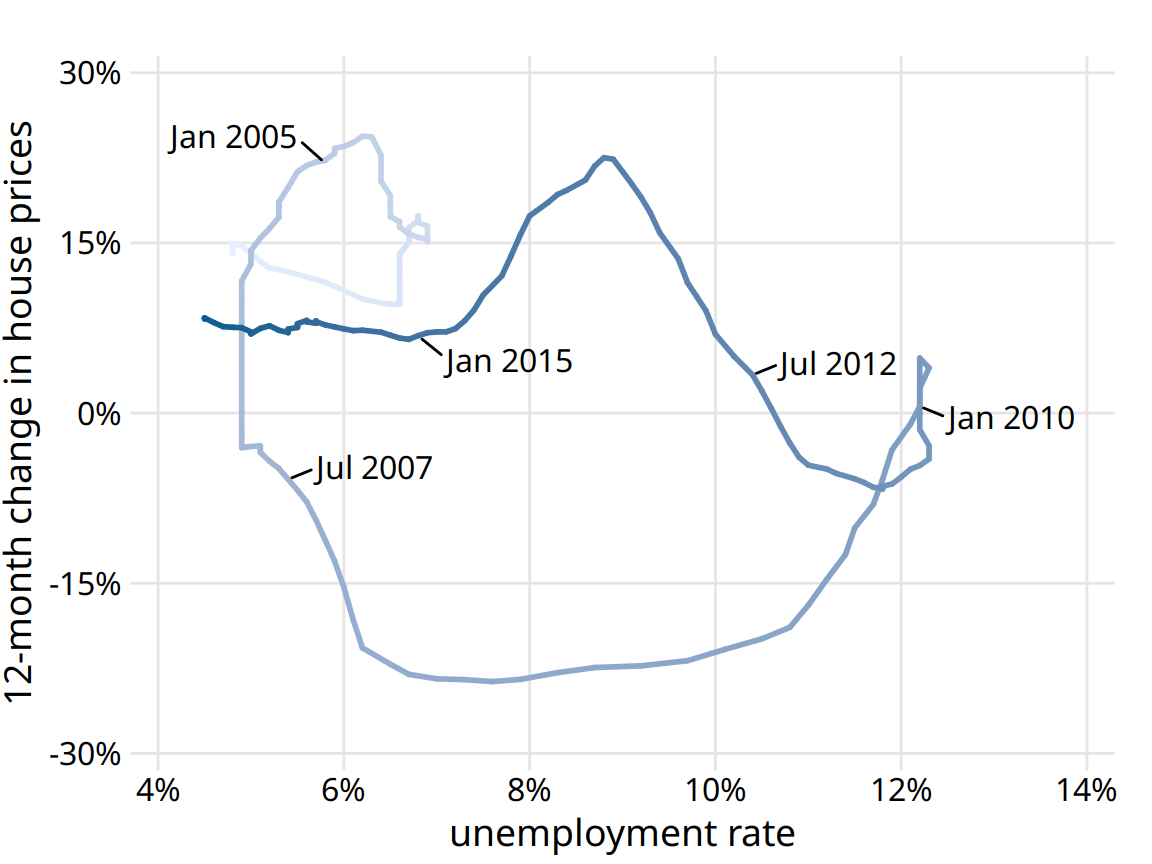 30%
Jan 2005
15%
Jan 2015
Jul 2012
0%
Jan 2010
Jul 2007
-15%
-30%
4%
6%
8%
10%
12%
14%
unemployment rate
12-month change in house prices